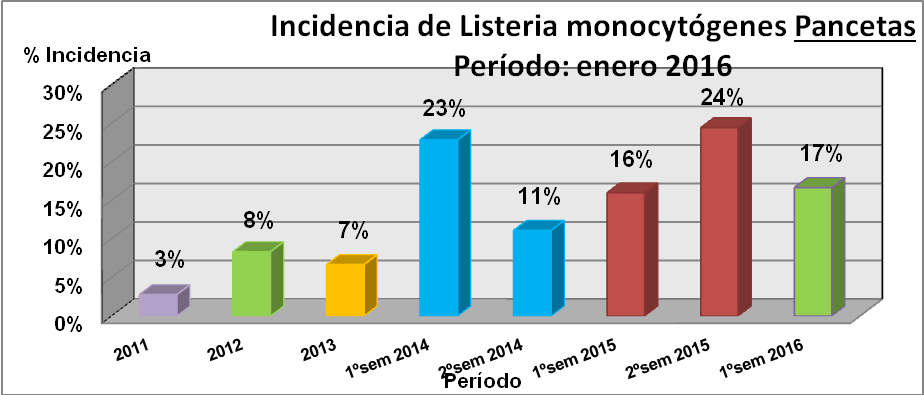 Incidencia de Listeria monocytógenes Pancetas
Período: enero 2016
% Incidencia
30%
25%
20%
15%
10%
5%
0%
3%
8%
7%
23%
11%
16%
24%
17%
2011
2012
2013
1ºsem 2014
2ºsem 2014
1ºsem 2015
2ºsem 2015
1ºsem 2016
Período